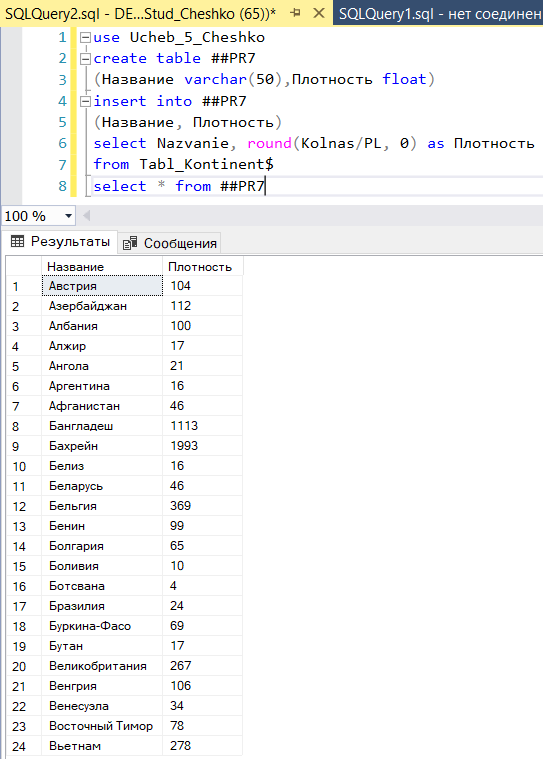 SQLQuery2.sql - DE...Stud_Cheshko (65))* SQLQuery1.sql - нет соединен
1 use Ucheb_5_Cheshko
2 create table ##PR7
3 (Название varchar(50),Плотность float)
4 insert into ##PR7
5 (Название, Плотность)
6 select Nazvanie, round(Kolnas/PL, 0) as Плотность
7 from Tabl_Kontinent$
8 select * from ##PR7
100 %
Результаты Сообщения
Название Плотность
1 Австрия 104
2 Азербайджан 112
3 Албания 100
4 Алжир 17
5 Ангола 21
6 Аргентина 16
7 Афганистан 46
8 Бангладеш 1113
9 Бахрейн 1993
10 Белиз 16
11 Беларусь 46
12 Бельгия 369
13 Бенин 99
14 Болгария 65
15 Боливия 10
16 Ботсвана 4
17 Бразилия 24
18 Буркина-Фасо 69
19 Бутан 17
20 Великобритания 267
21 Венгрия 106
22 Венесуэла 34
23 Восточный Тимор 78
24 Вьетнам 278